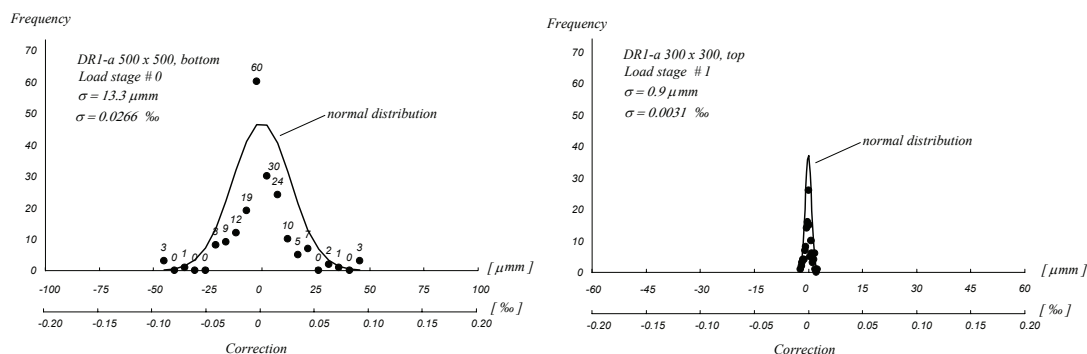 Frequency
70
60
50
40
30
20
10
0
DR1-a 500 x 500, bottom
Load stage # 0
σ = 13.3 μmm
σ = 0.0266 ‰
60
normal distribution
3 0 1 0 0 8 9 12 19 30 24 10 5 7 0 2 1 0 3
[ μmm ]
-100 -75 -50 -25 0 25 50 75 100
[ ‰ ]
-0.20 -0.15 -0.10 -0.05 0 0.05 0.10 0.15 0.20
Correction
Frequency
70
60
50
40
30
20
10
0
DR1-a 300 x 300, top
Load stage # 1
σ = 0.9 μmm
σ = 0.0031 ‰
normal distribution
[ μmm ]
-60 -45 -30 -15 0 15 30 45 60
[ ‰ ]
-0.20 -0.15 -0.10 -0.05 0 0.05 0.10 0.15 0.20
Correction